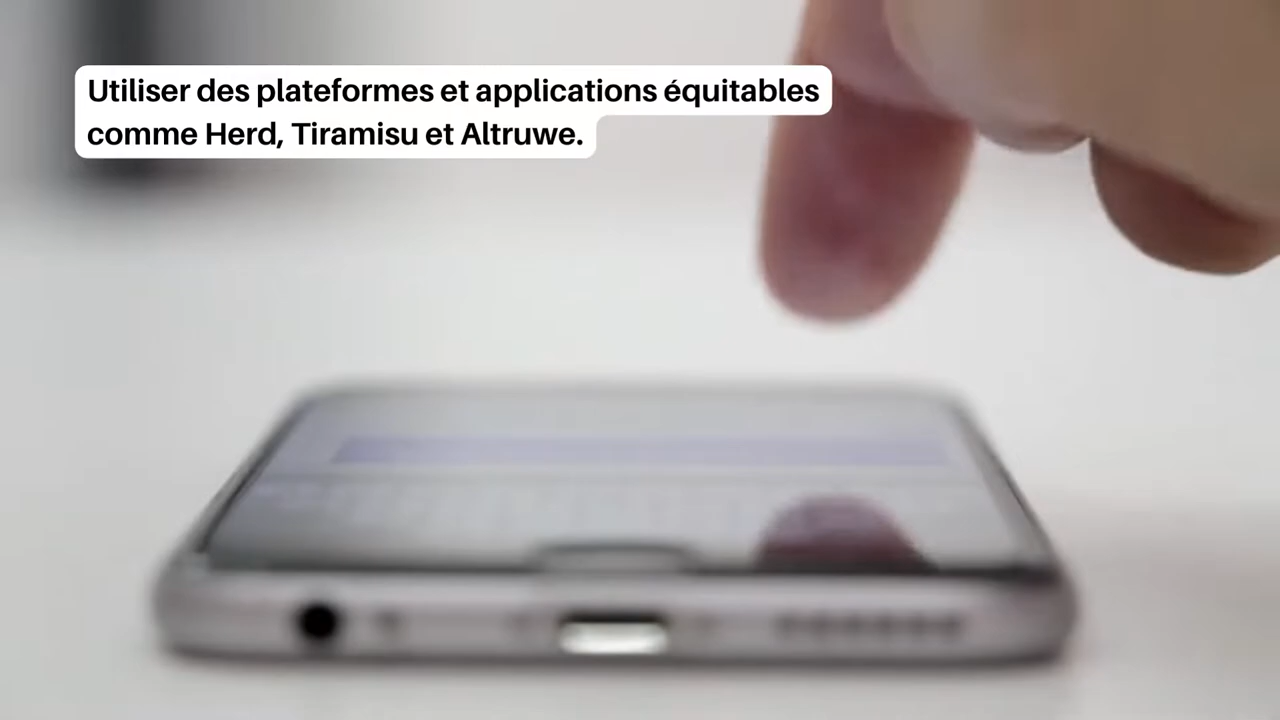 Utiliser des plateformes et applications équitables
comme Herd, Tiramisu et Altruwe.